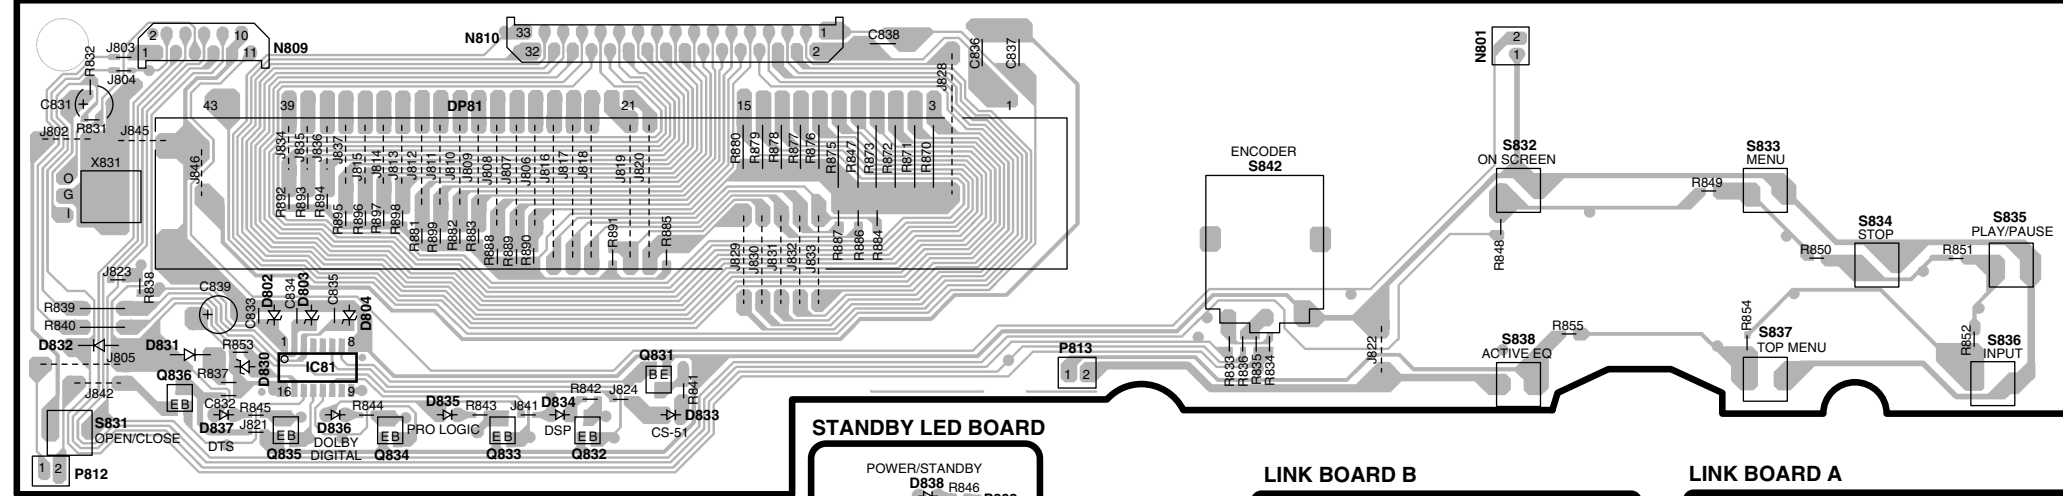 2 10 N809
1 11
J803
J804
R832
C831
R831
J802
J845
X831
O
G
I
J846
N810 33 1
32 2
C838
C836
C837
J828
43 39 DP81 21 15 3 1
J834
J835
J836
J837
J815
J814
J813
J812
J811
J810
J809
J808
J807
J806
J816
J817
J818
J819
J820
R880
R879
R878
R877
R876
R875
R847
R873
R872
R871
R870
R892
R893
R894
R895
R896
R897
R898
R881
R899
R882
R883
R888
R889
R890
R891
R885
J829
J830
J831
J832
J833
R887
R886
R884
N801
2
1
ENCODER
S842
S832
ON SCREEN
S833
MENU
R849
S834
STOP
S835
PLAY/PAUSE
R848
R850
R851
J823
R838
R839
R840
C839
C833
D802
C834
D803
C835
D804
D832
D831
R853
D830
1 8
IC81
16 9
J805
J842
Q836
E B
R837
C832
D837
DTS
R845
J821
S831
OPEN/CLOSE
1 2 P812
E B
Q835
D836
DOLBY
DIGITAL
R844
E B
Q834
D835
PRO LOGIC
R843
J841
E B
Q833
D834
DSP
R842
J824
E B
Q832
Q831
B E
R841
D833
CS-51
P813
1 2
R833
R836
R835
R834
J822
S838
ACTIVE EQ
R855
R854
S837
TOP MENU
R852
S836
INPUT
STANDBY LED BOARD
POWER/STANDBY
D838 R846
LINK BOARD B
LINK BOARD A